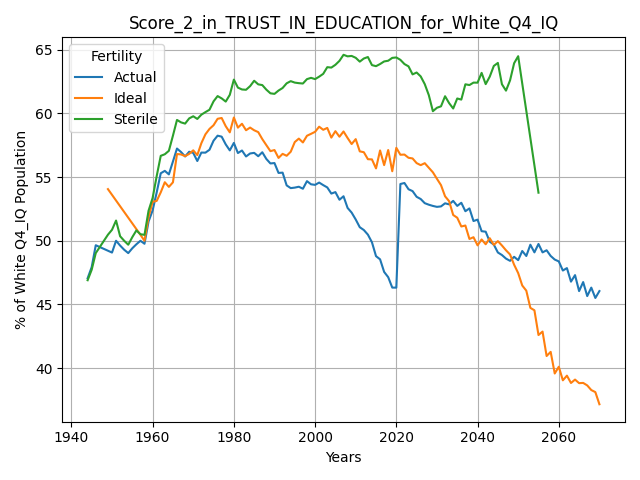 Score_2_in_TRUST_IN_EDUCATION_for_White_Q4_IQ
Fertility
Actual
Ideal
Sterile
% of White Q4_IQ Population
65
60
55
50
45
40
1940
1960
1980
2000
2020
2040
2060
Years